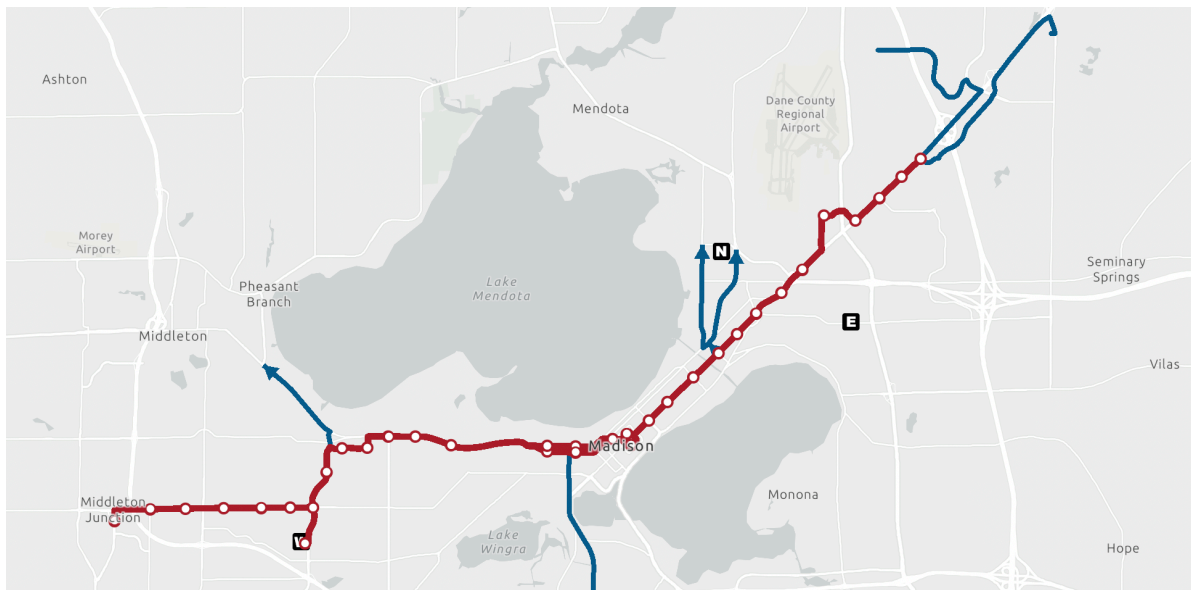 Ashton
Mendota
Dane County
Regional
Airport
Morey
Airport
N
Seminary
Springs
Pheasant
Branch
Lake
Mendota
Middleton
E
Vilas
Madison
Middleton
Junction
Monona
W
Lake
Wingra
Hope